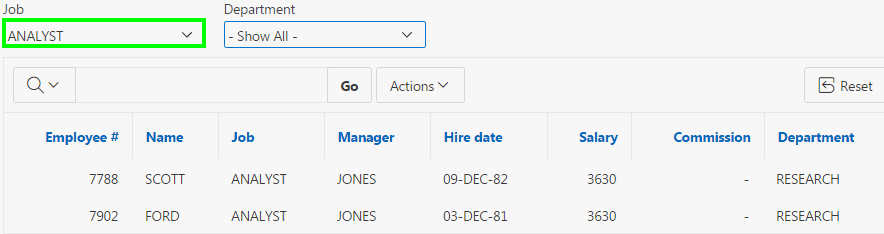 Job Department
ANALYST - Show All -
Go Actions Reset
Employee # Name Job Manager Hire date Salary Commission Department
7788 SCOTT ANALYST JONES 09-DEC-82 3630 - RESEARCH
7902 FORD ANALYST JONES 03-DEC-81 3630 - RESEARCH